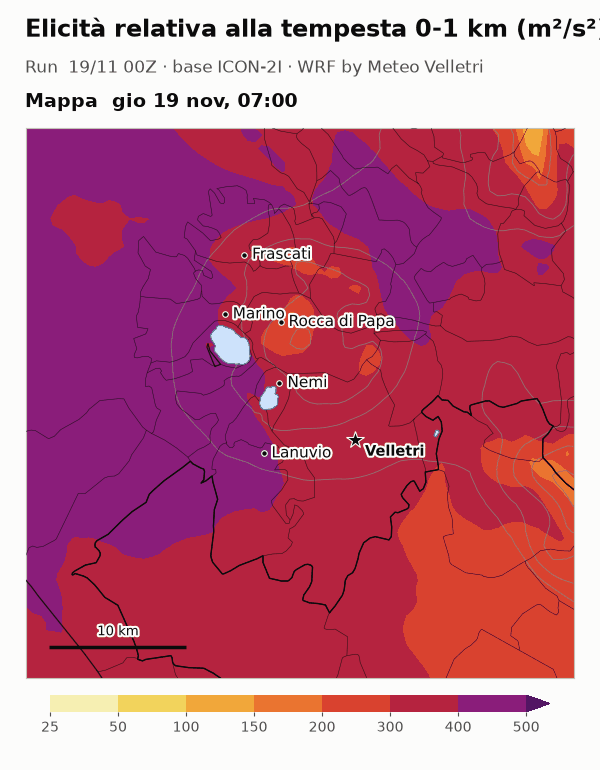 Elicità relativa alla tempesta 0-1 km (m²/s²)
Run 19/11 00Z · base ICON-2I · WRF by Meteo Velletri
Mappa gio 19 nov, 07:00
Frascati
Marino
Rocca di Papa
Nemi
Velletri
Lanuvio
10 km
25 50 100 150 200 300 400 500